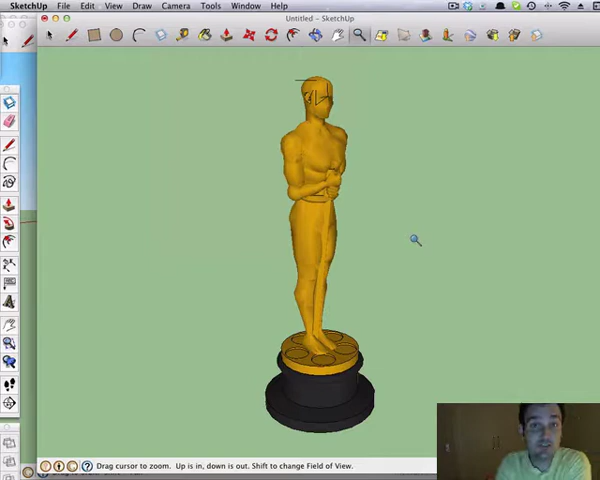 SketchUp File Edit View Draw Camera Tools Window Help
Untitled - SketchUp
Drag cursor to zoom. Up is in, down is out. Shift to change Field of View.